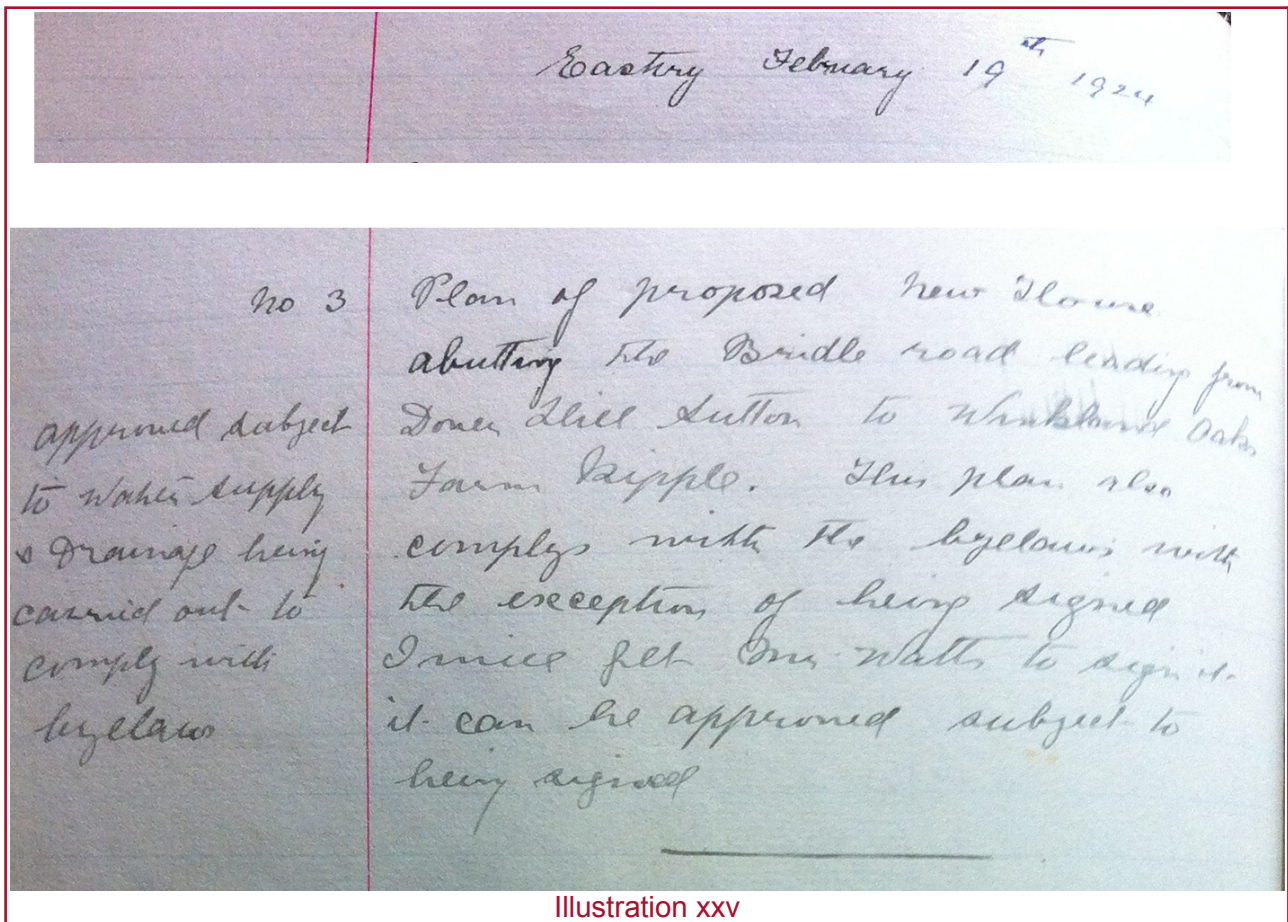 Eastry February 19th 1924
no 3
Plan of proposed new House
abutting the Bridle road leading from
Dover Hill Sutton to Winkland Oaks
Farm Ripple. This plan also
complys with the byelaws with
the exception of being signed
I will get Mr Watts to sign it
it can be approved subject to
being signed
approved subject
to Water supply
& Drainage being
carried out to
comply with
byelaws
Illustration xxv